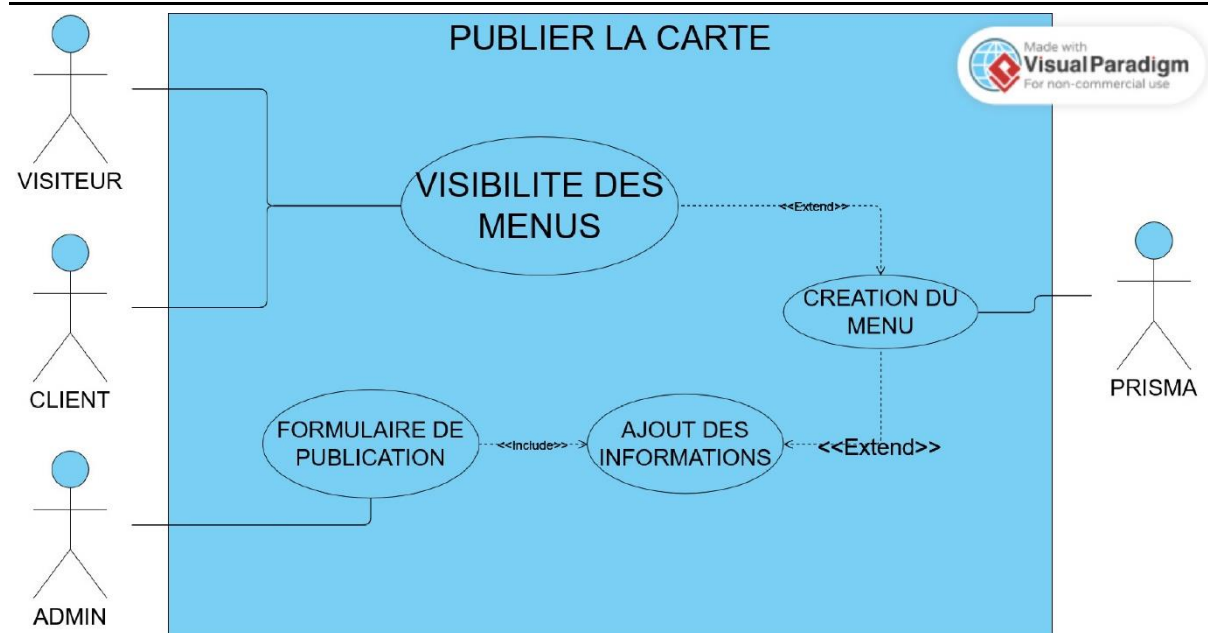 PUBLIER LA CARTE
Made with
Visual Paradigm
For non-commercial use
VISITEUR
VISIBILITE DES
MENUS
<<Extend>>
CREATION DU
MENU
CLIENT
PRISMA
FORMULAIRE DE
PUBLICATION
<<Include>>
AJOUT DES
INFORMATIONS
<<Extend>>
ADMIN